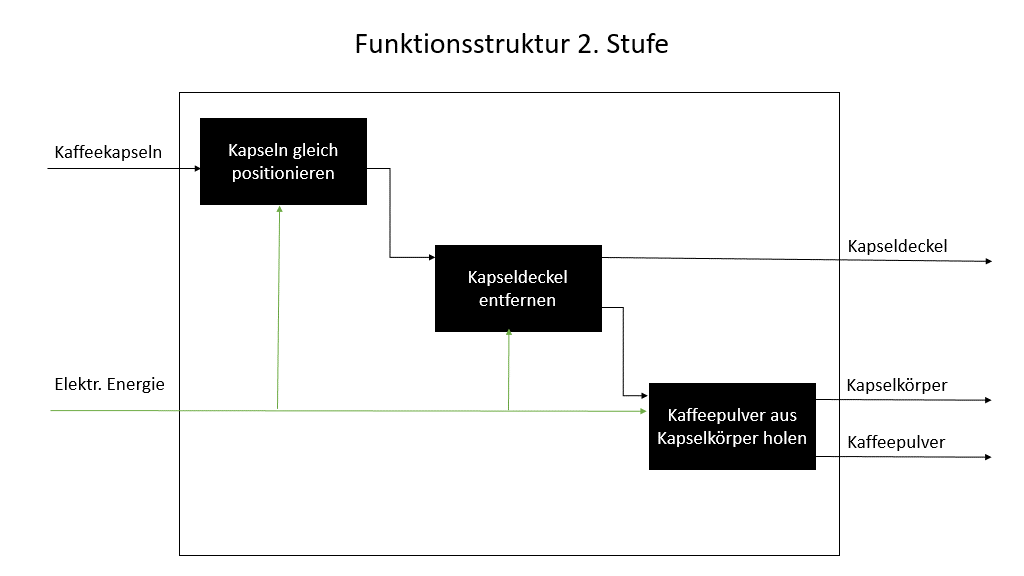 Funktionsstruktur 2. Stufe
Kaffeekapseln
Kapseln gleich
positionieren
Kapseldeckel
Kapseldeckel
entfernen
Elektr. Energie
Kapselkörper
Kaffeepulver aus
Kapselkörper holen
Kaffeepulver